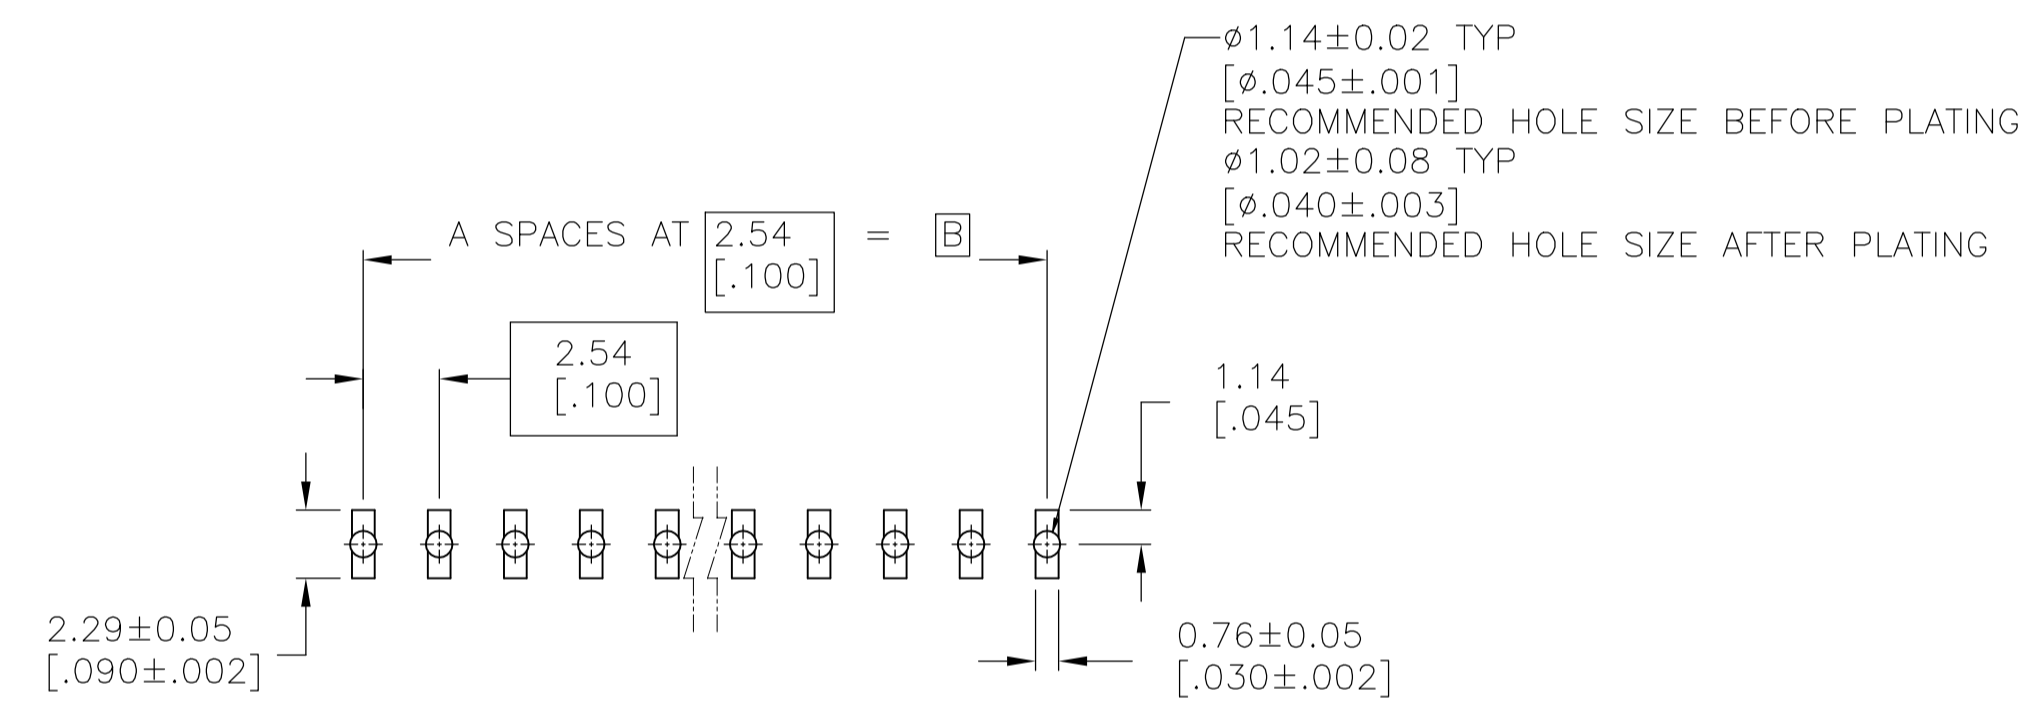 ⌀1.14±0.02 TYP
[⌀.045±.001]
RECOMMENDED HOLE SIZE BEFORE PLATING
⌀1.02±0.08 TYP
[⌀.040±.003]
RECOMMENDED HOLE SIZE AFTER PLATING
A SPACES AT 2.54 = B
[.100]
2.54
[.100]
1.14
[.045]
2.29±0.05
[.090±.002]
0.76±0.05
[.030±.002]